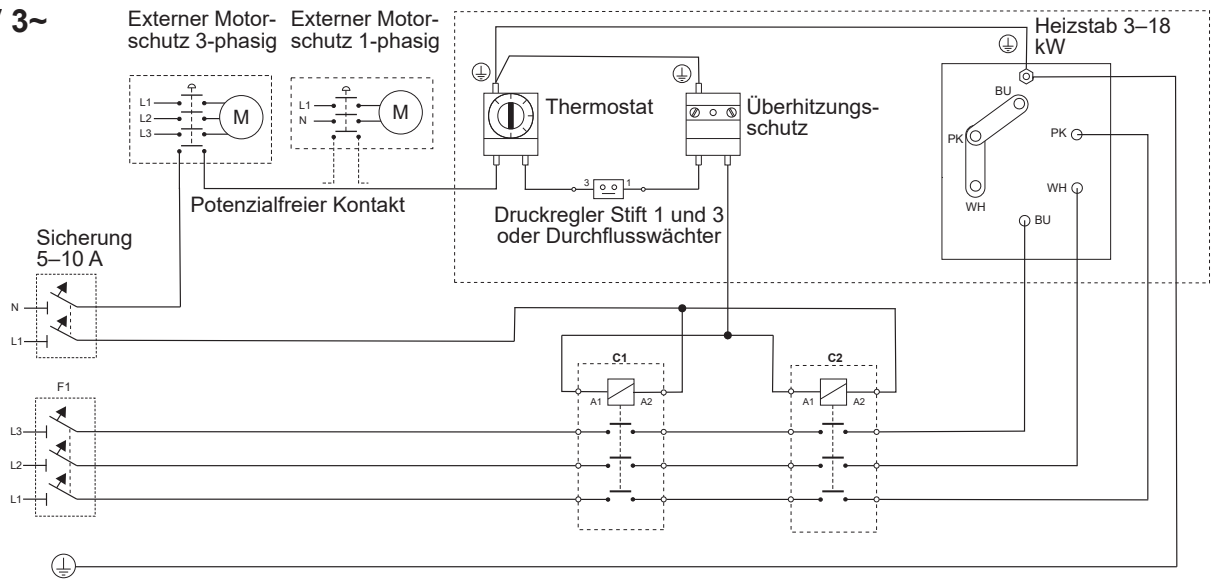 / 3~
Externer Motor-
schutz 3-phasig
Externer Motor-
schutz 1-phasig
Heizstab 3–18
kW
L1
L2
L3
M
L1
N
M
Thermostat
Überhitzungs-
schutz
BU
PK
WH
PK
WH
BU
3
1
Potenzialfreier Kontakt
Druckregler Stift 1 und 3
oder Durchflusswächter
Sicherung
5–10 A
N
L1
C1
A1
A2
C2
A1
A2
F1
L3
L2
L1